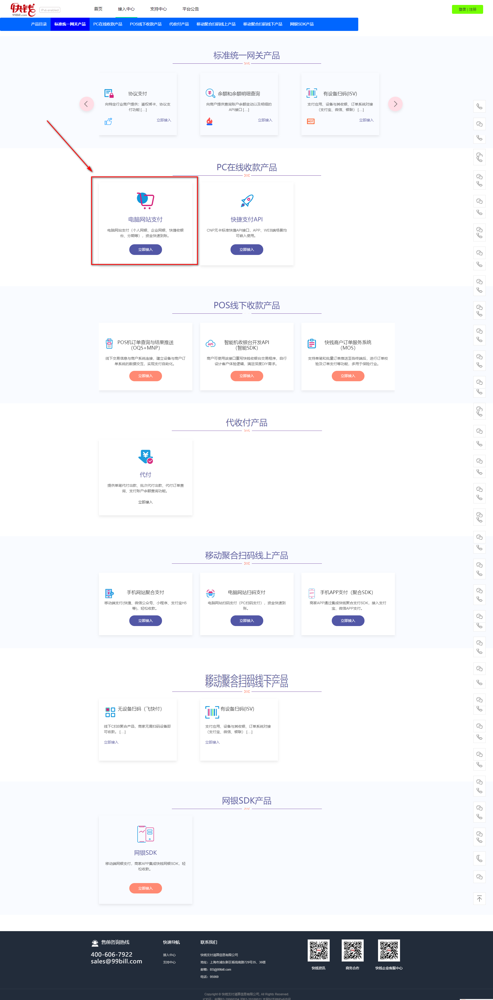 快钱
99Bill.com
IPv6 enabled
首页
接入中心
支持中心
平台公告
登录 | 注册
产品目录
标准统一网关产品
PC在线收款产品
POS线下收款产品
代收付产品
移动聚合扫码线上产品
移动聚合扫码线下产品
网银SDK产品
标准统一网关产品
协议支付
向特定行业商户提供：鉴权绑卡、协议支
付功能 [....]
立即接入
余额和余额明细查询
向商户提供查询账户余额变动以及明细的
API接口 [....]
立即接入
有设备扫码(ISV)
支付应用、设备与其收银、订单系统对接
（支付宝、微信、银联） [....]
HOT
立即接入
PC在线收款产品
电脑网站支付
电脑网站支付（个人网银、企业网银、快捷收银
台、分期等），资金快速到账。
立即接入
快捷支付API
CNP无卡标准快捷API接口，APP、WEB端场景均
可嵌入使用。
立即接入
POS线下收款产品
POS机订单查询与结果推送
（OQS+MNP）
线下交易信息与商户系统连接，建立设备与商户订
单系统的数据交互，实现支付自助化。
立即接入
API
智能机收银台开发API
（智能SDK）
商户可使用该接口重写快钱收银台交易程序，自行
设计客户体验逻辑，满足深度DIY需求。
立即接入
快钱商户订单服务系统
（MOS）
支持单笔和批量订单推送至各终端后，进行订单校
验及订单支付等功能，多用于保险行业。
立即接入
代收付产品
代付
提供单笔代付出款、批次代付出款、代付订单查
询、支付账户余额查询功能。
立即接入
移动聚合扫码线上产品
手机网站聚合支付
移动端支付(快捷、微信公众号、小程序、支付宝H5
等)，轻松收款。
立即接入
电脑网站扫码支付
电脑网站扫码支付（PC扫码支付），资金快速到
账。
立即接入
APP
手机APP支付（聚合SDK）
商家APP通过集成快钱聚合支付SDK，接入支付
宝、微信APP支付。
立即接入
移动聚合扫码线下产品
移动聚合扫码线下产品
无设备扫码（飞快付）
线下C扫B聚合产品，商家无需扫码设备即
可收款。 [....]
立即接入
有设备扫码(ISV)
支付应用、设备与其收银、订单系统对接
（支付宝、微信、银联） [....]
立即接入
网银SDK产品
网银SDK
移动端网银支付，商家APP集成快钱网银SDK，轻
松收款。
立即接入
售前咨询热线
400-606-7922
sales@99bill.com
快速导航
接入中心
支持中心
联系我们
快钱支付清算信息有限公司
地址：上海市浦东新区杨高南路729号35、36楼
邮箱：BS@99bill.com
电话：95069
快钱资讯
商务合作
快钱企业客服中心
Copyright © 快钱支付清算信息有限公司, All Rights Reserved.
ICP证：全国B2-20060204 沪B2-20100011 本网站支持IPv6访问